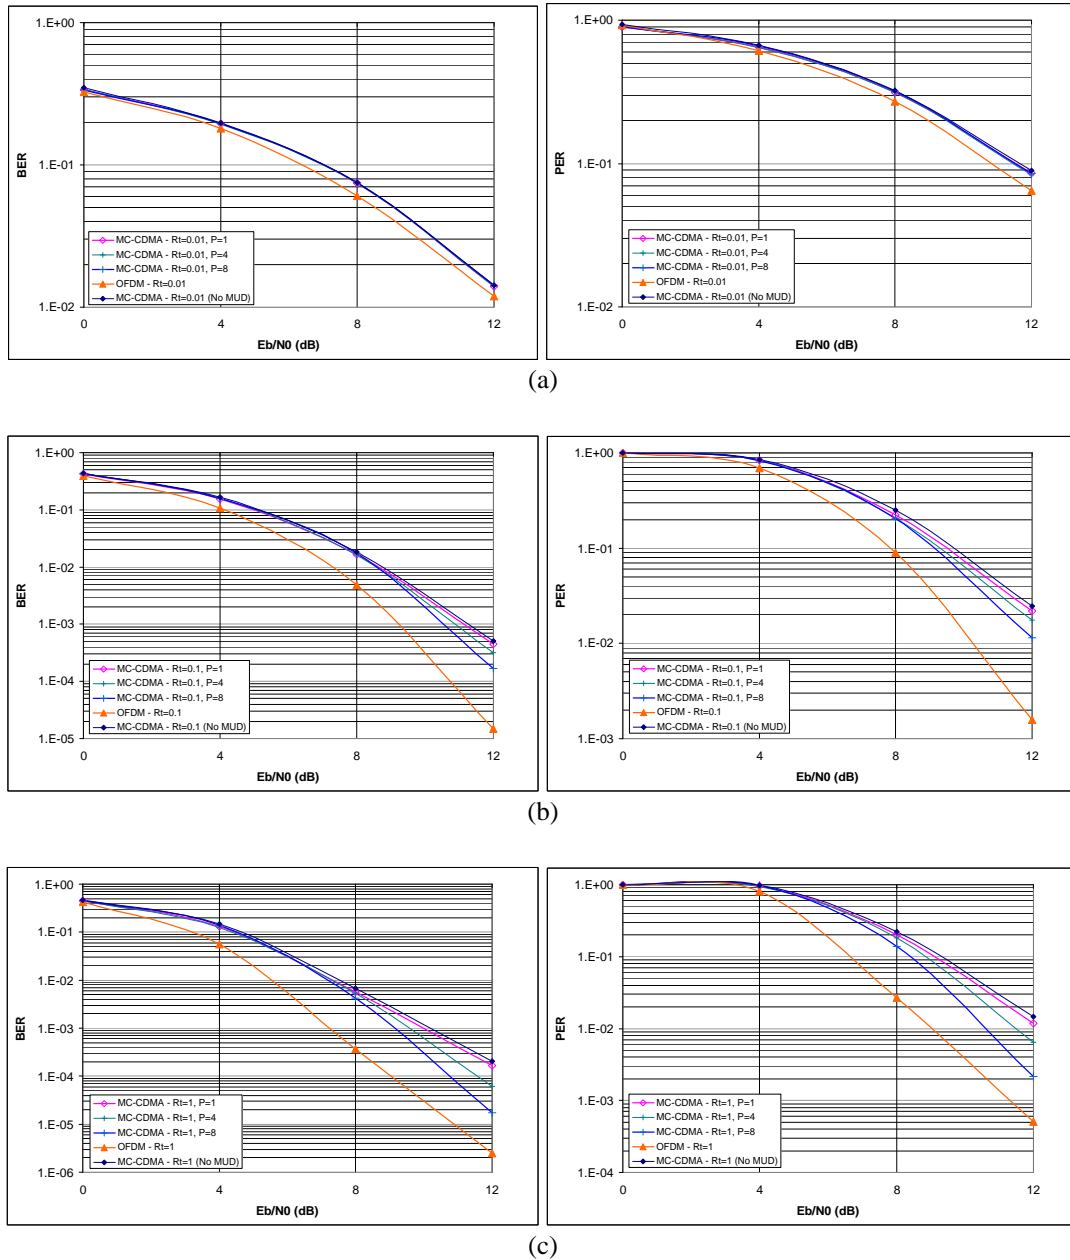 1.E+00
1.E-01
1.E-02
BER
MC-CDMA - Rt=0.01, P=1
MC-CDMA - Rt=0.01, P=4
MC-CDMA - Rt=0.01, P=8
OFDM - Rt=0.01
MC-CDMA - Rt=0.01 (No MUD)
0 4 8 12
Eb/N0 (dB)
1.E+00
1.E-01
1.E-02
PER
MC-CDMA - Rt=0.01, P=1
MC-CDMA - Rt=0.01, P=4
MC-CDMA - Rt=0.01, P=8
OFDM - Rt=0.01
MC-CDMA - Rt=0.01 (No MUD)
0 4 8 12
Eb/N0 (dB)
(a)
1.E+00
1.E-01
1.E-02
1.E-03
1.E-04
1.E-05
BER
MC-CDMA - Rt=0.1, P=1
MC-CDMA - Rt=0.1, P=4
MC-CDMA - Rt=0.1, P=8
OFDM - Rt=0.1
MC-CDMA - Rt=0.1 (No MUD)
0 4 8 12
Eb/N0 (dB)
1.E+00
1.E-01
1.E-02
1.E-03
PER
MC-CDMA - Rt=0.1, P=1
MC-CDMA - Rt=0.1, P=4
MC-CDMA - Rt=0.1, P=8
OFDM - Rt=0.1
MC-CDMA - Rt=0.1 (No MUD)
0 4 8 12
Eb/N0 (dB)
(b)
1.E+00
1.E-01
1.E-02
1.E-03
1.E-04
1.E-05
1.E-06
BER
MC-CDMA - Rt=1, P=1
MC-CDMA - Rt=1, P=4
MC-CDMA - Rt=1, P=8
OFDM - Rt=1
MC-CDMA - Rt=1 (No MUD)
0 4 8 12
Eb/N0 (dB)
1.E+00
1.E-01
1.E-02
1.E-03
1.E-04
PER
MC-CDMA - Rt=1, P=1
MC-CDMA - Rt=1, P=4
MC-CDMA - Rt=1, P=8
OFDM - Rt=1
MC-CDMA - Rt=1 (No MUD)
0 4 8 12
Eb/N0 (dB)
(c)